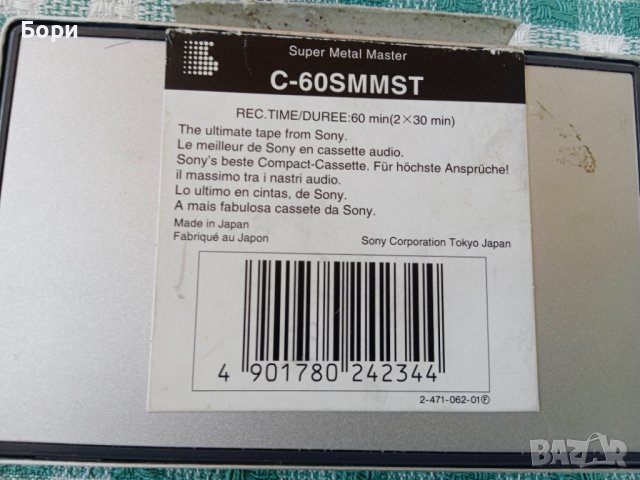 Бори
Super Metal Master
C-60SMMST
REC.TIME/DUREE:60 min(2×30 min)
The ultimate tape from Sony.
Le meilleur de Sony en cassette audio.
Sony's best Compact-Cassette. Für höchste Ansprüche!
il massimo tra i nastri audio.
Lo ultimo en cintas, de Sony.
A mais fabulosa cassete da Sony.
Made in Japan
Fabriqué au Japon
Sony Corporation Tokyo Japan
4 901780 242344
2-471-062-01Ⓕ
BAZAR